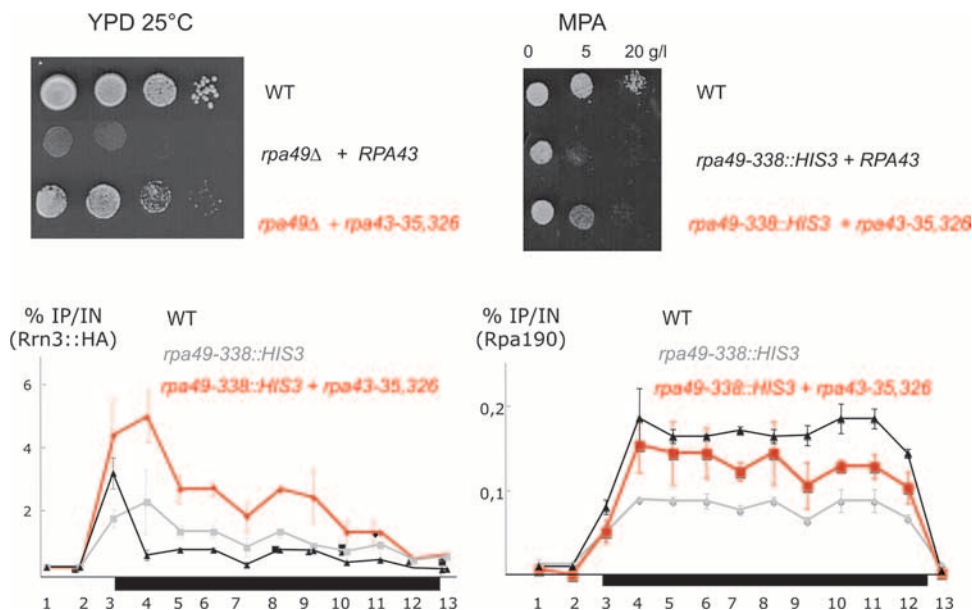 YPD 25°C
MPA
0 5 20 g/l
WT
rpa49Δ + RPA43
rpa49Δ + rpa43-35,326
WT
rpa49-338::HIS3 + RPA43
rpa49-338::HIS3 + rpa43-35,326
% IP/IN
(Rrn3::HA)
WT
rpa49-338::HIS3
rpa49-338::HIS3 + rpa43-35,326
6
4
2
1 2 3 4 5 6 7 8 9 10 11 12 13
% IP/IN
(Rpa190)
WT
rpa49-338::HIS3
rpa49-338::HIS3 + rpa43-35,326
0,2
0,1
1 2 3 4 5 6 7 8 9 10 11 12 13